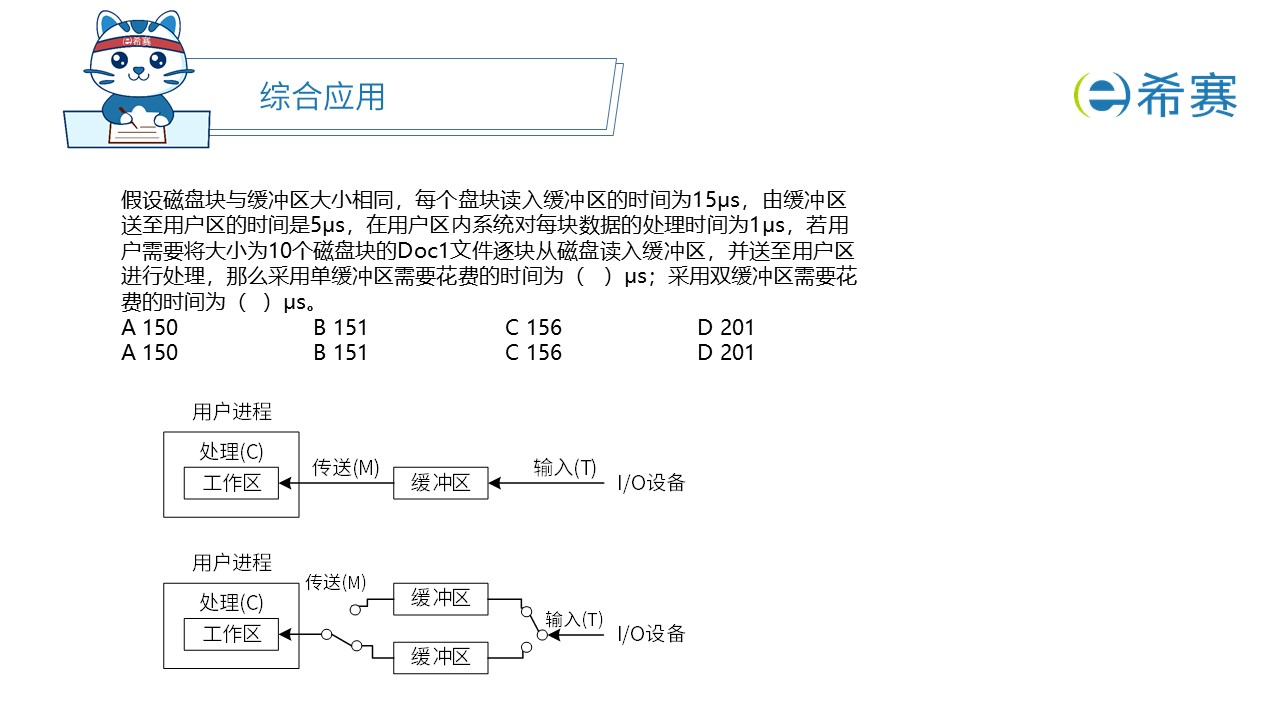 希赛
综合应用
希赛
假设磁盘块与缓冲区大小相同，每个盘块读入缓冲区的时间为15μs，由缓冲区
送至用户区的时间是5μs，在用户区内系统对每块数据的处理时间为1μs，若用
户需要将大小为10个磁盘块的Doc1文件逐块从磁盘读入缓冲区，并送至用户区
进行处理，那么采用单缓冲区需要花费的时间为（ ）μs；采用双缓冲区需要花
费的时间为（ ）μs。
A 150 B 151 C 156 D 201
A 150 B 151 C 156 D 201
用户进程
处理(C)
传送(M)
输入(T)
工作区
缓冲区
I/O设备
用户进程
传送(M)
缓冲区
处理(C)
输入(T)
工作区
I/O设备
缓冲区